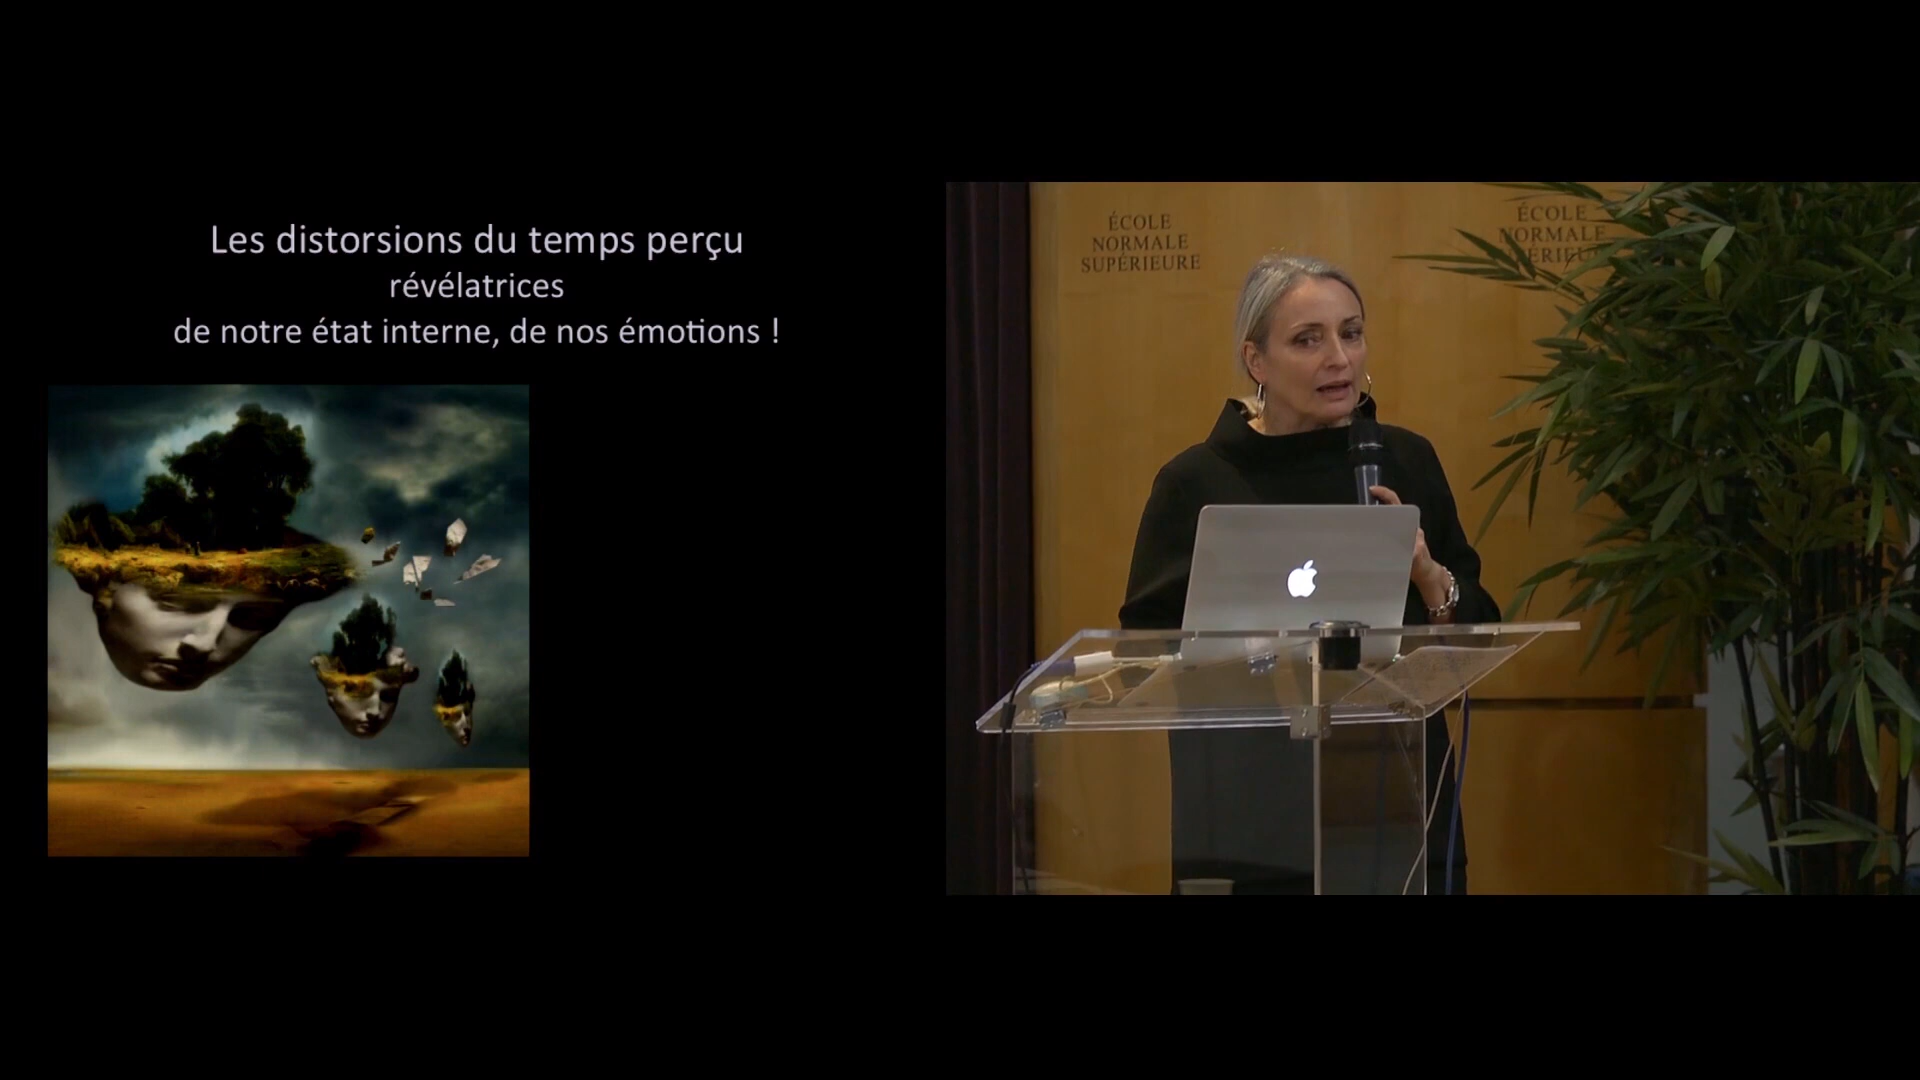 Les distorsions du temps perçu
révélatrices
de notre état interne, de nos émotions !
ÉCOLE
NORMALE
SUPÉRIEURE
ÉCOLE
NORMALE